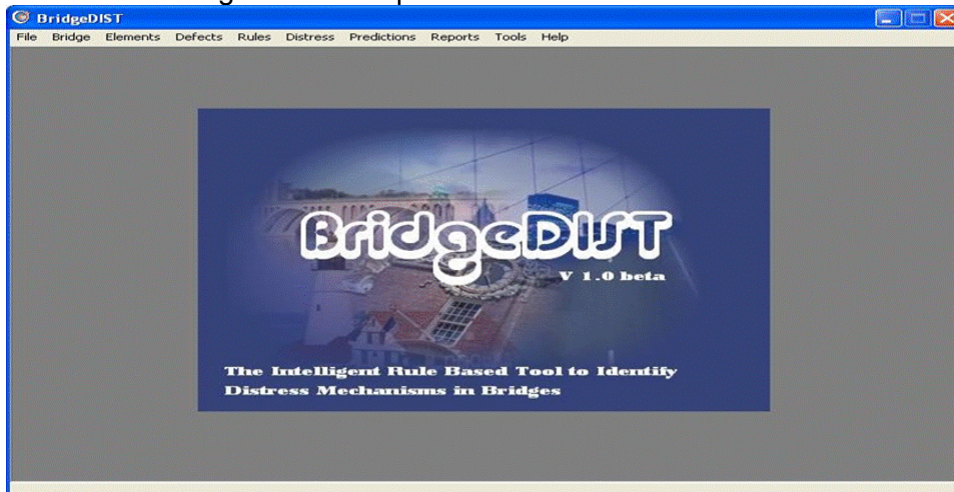 BridgeDIST
File Bridge Elements Defects Rules Distress Predictions Reports Tools Help
BridgeDIST
V 1.0 beta
The Intelligent Rule Based Tool to Identify
Distress Mechanisms in Bridges